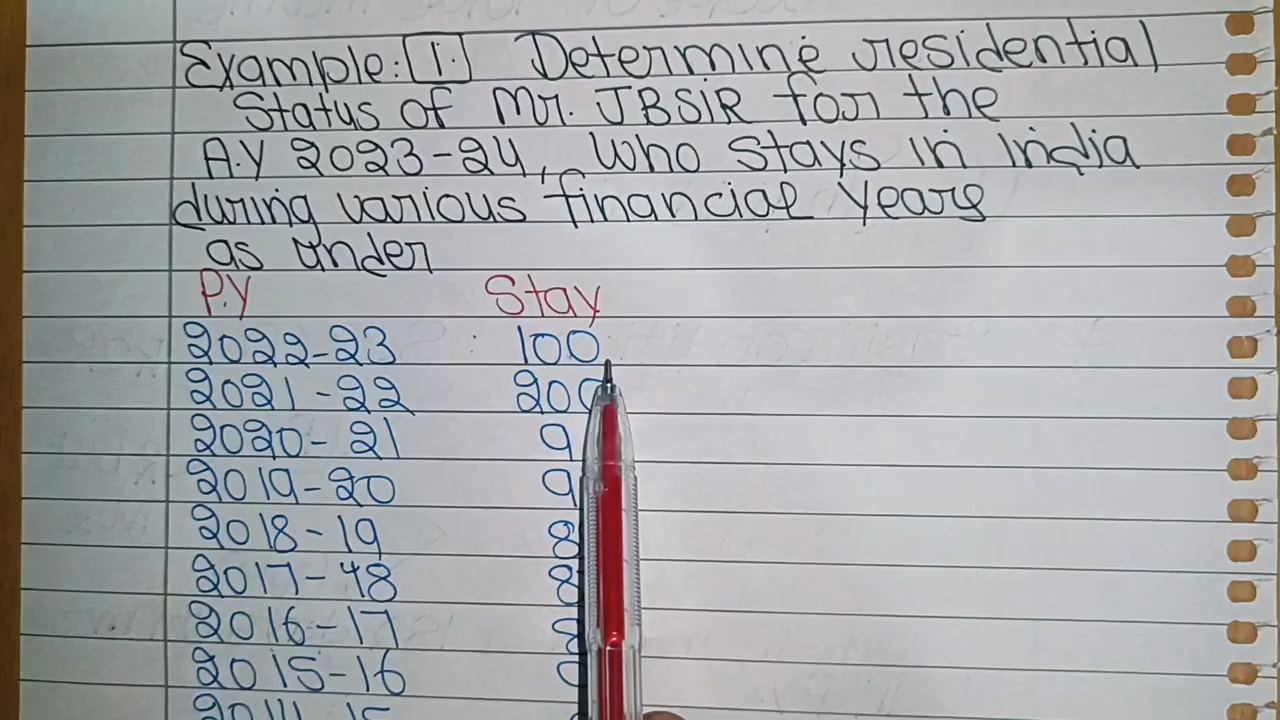 Example: 1. Determine residential
Status of Mr. JBSIR for the
A.Y 2023-24, Who stays in India
during various financial years
as under
P.Y Stay
2022-23 : 100
2021-22 200
2020-21
2019-20
2018-19
2017-18
2016-17
2015-16